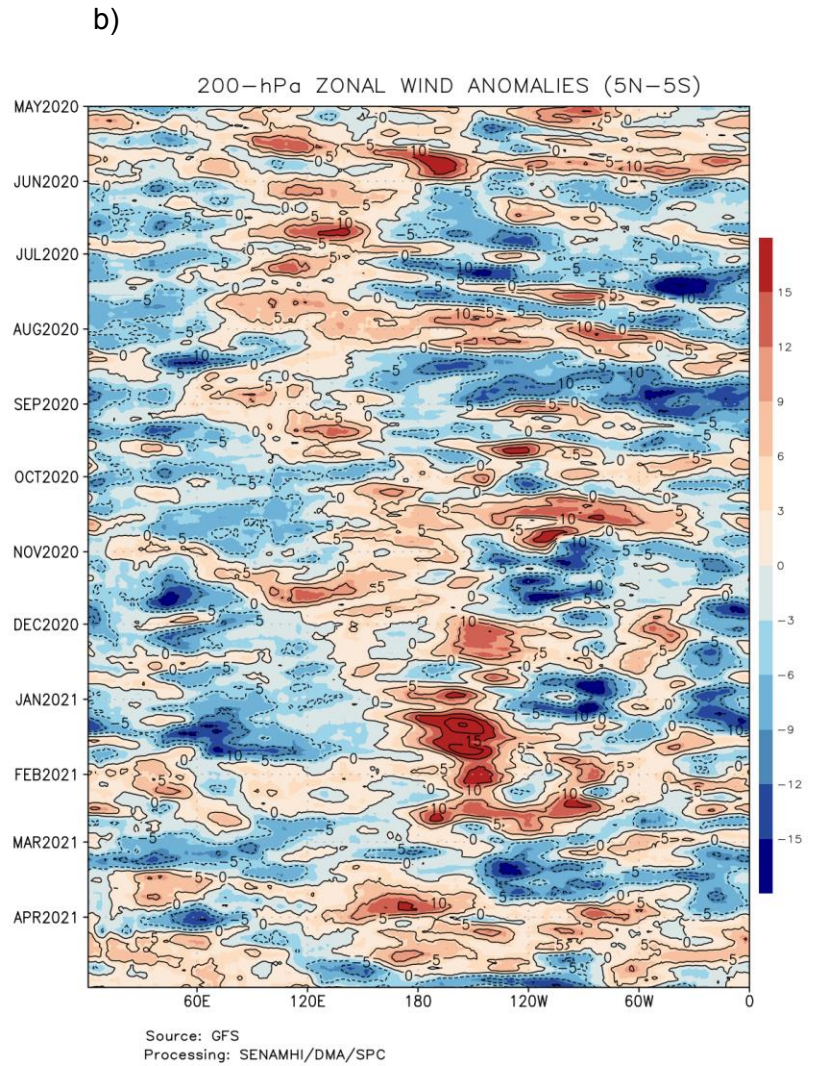 b)
200-hPa ZONAL WIND ANOMALIES (5N-5S)
MAY2020
JUN2020
JUL2020
AUG2020
SEP2020
OCT2020
NOV2020
DEC2020
JAN2021
FEB2021
MAR2021
APR2021
60E 120E 180 120W 60W 0
15
12
9
6
3
0
-3
-6
-9
-12
-15
Source: GFS
Processing: SENAMHI/DMA/SPC